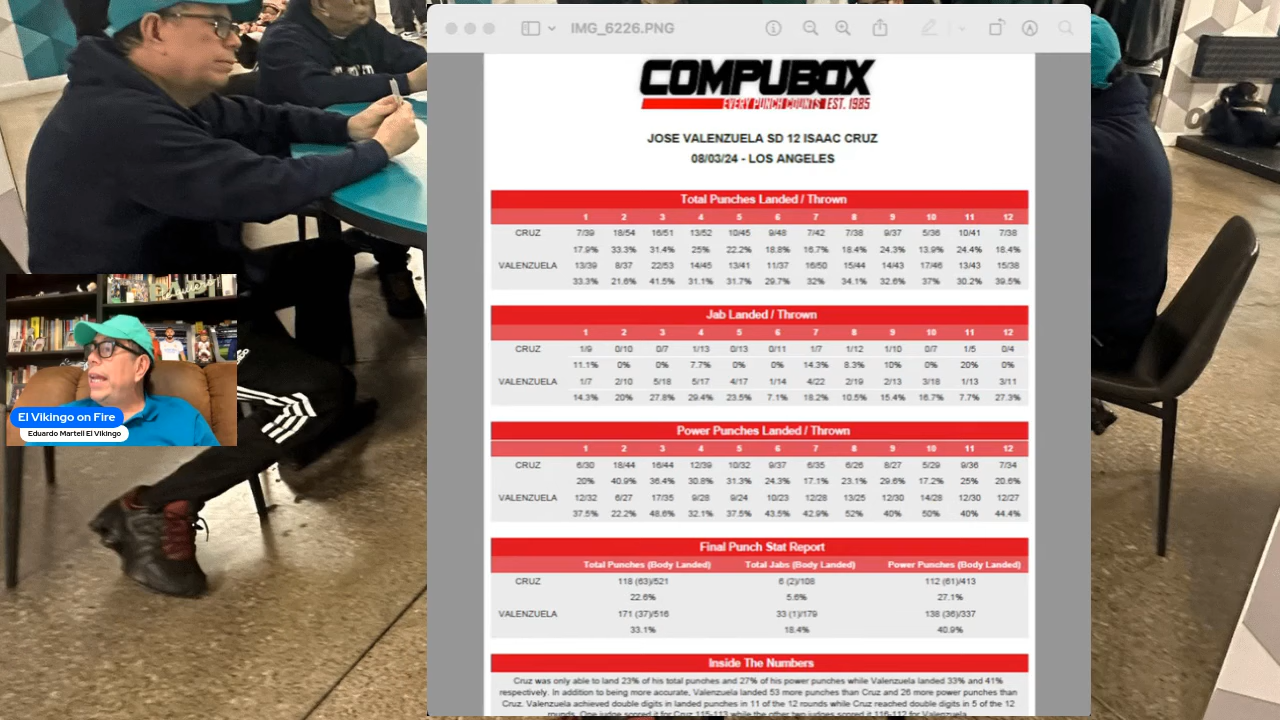 IMG_6226.PNG
COMPUBOX
EVERY PUNCH COUNTS EST. 1985
JOSE VALENZUELA SD 12 ISAAC CRUZ
08/03/24 - LOS ANGELES
Total Punches Landed / Thrown
1 2 3 4 5 6 7 8 9 10 11 12
CRUZ 7/39 18/54 16/51 13/52 10/45 9/48 7/42 7/38 9/37 5/36 10/41 7/38
17.9% 33.3% 31.4% 25% 22.2% 18.8% 16.7% 18.4% 24.3% 13.9% 24.4% 18.4%
VALENZUELA 13/39 8/37 22/53 14/45 13/41 11/37 16/50 15/44 14/43 17/46 13/43 15/38
33.3% 21.6% 41.5% 31.1% 31.7% 29.7% 32% 34.1% 32.6% 37% 30.2% 39.5%
Jab Landed / Thrown
1 2 3 4 5 6 7 8 9 10 11 12
CRUZ 1/9 0/10 0/7 1/13 0/13 0/11 1/7 1/12 1/10 0/7 1/5 0/4
11.1% 0% 0% 7.7% 0% 0% 14.3% 8.3% 10% 0% 20% 0%
VALENZUELA 1/7 2/10 5/18 5/17 4/17 1/14 4/22 2/19 2/13 3/18 1/13 3/11
14.3% 20% 27.8% 29.4% 23.5% 7.1% 18.2% 10.5% 15.4% 16.7% 7.7% 27.3%
Power Punches Landed / Thrown
1 2 3 4 5 6 7 8 9 10 11 12
CRUZ 6/30 18/44 16/44 12/39 10/32 9/37 6/35 6/26 8/27 5/29 9/36 7/34
20% 40.9% 36.4% 30.8% 31.3% 24.3% 17.1% 23.1% 29.6% 17.2% 25% 20.6%
VALENZUELA 12/32 6/27 17/35 9/28 9/24 10/23 12/28 13/25 12/30 14/28 12/30 12/27
37.5% 22.2% 48.6% 32.1% 37.5% 43.5% 42.9% 52% 40% 50% 40% 44.4%
Final Punch Stat Report
Total Punches (Body Landed) Total Jabs (Body Landed) Power Punches (Body Landed)
CRUZ 118 (63)/521 6 (2)/108 112 (61)/413
22.6% 5.6% 27.1%
VALENZUELA 171 (37)/516 33 (1)/179 138 (36)/337
33.1% 18.4% 40.9%
Inside The Numbers
Cruz was only able to land 23% of his total punches and 27% of his power punches while Valenzuela landed 33% and 41%
respectively. In addition to being more accurate, Valenzuela landed 53 more punches than Cruz and 26 more power punches than
Cruz. Valenzuela achieved double digits in landed punches in 11 of the 12 rounds while Cruz reached double digits in 5 of the 12
rounds. One judge scored it for Cruz 115-113 while the other two judges scored it 116-112 for Valenzuela.
El Vikingo on Fire
Eduardo Martell El Vikingo